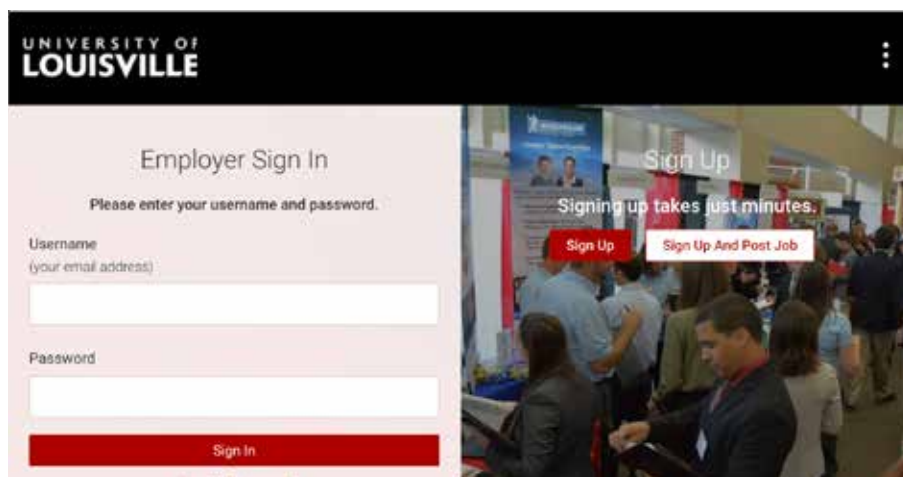 UNIVERSITY OF
LOUISVILLE
Employer Sign In
Please enter your username and password.
Username
(your email address)
Password
Sign In
Sign Up
Signing up takes just minutes.
Sign Up
Sign Up And Post Job